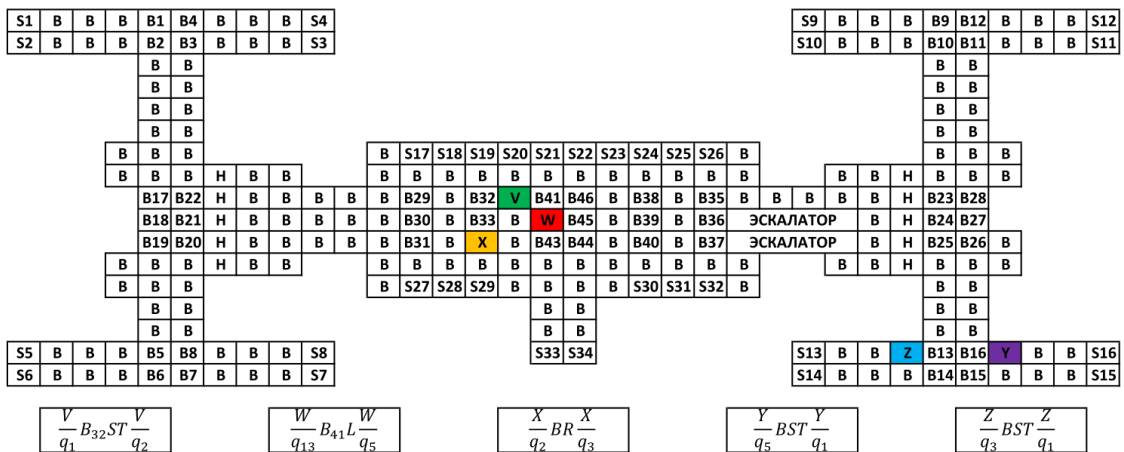 S1 B B B B1 B4 B B B S4 S9 B B B B9 B12 B B B S12
S2 B B B B2 B3 B B B S3 S10 B B B B10 B11 B B B S11
B B B B
B B B B
B B B B
B B B B
B B B B S17 S18 S19 S20 S21 S22 S23 S24 S25 S26 B B B B
B B B H B B B B B B B B B B B B B B B B H B B B
B17 B22 H B B B B B B29 B B32 V B41 B46 B B38 B B35 B B B B B H B23 B28
B18 B21 H B B B B B B30 B B33 B W B45 B B39 B B36 ЭСКАЛАТОР B H B24 B27
B19 B20 H B B B B B B31 B X B B43 B44 B B40 B B37 ЭСКАЛАТОР B H B25 B26 B
B B B H B B B B B B B B B B B B B B B B H B B B
B B B B S27 S28 S29 B B B B S30 S31 S32 B B B
B B B B B B
B B B B B B
S5 B B B B5 B8 B B B S8 S33 S34 S13 B B Z B13 B16 Y B B S16
S6 B B B B6 B7 B B B S7 S14 B B B B14 B15 B B B S15
V/q₁ B₃₂ST V/q₂ W/q₁₃ B₄₁L W/q₅ X/q₂ BR X/q₃ Y/q₅ BST Y/q₁ Z/q₃ BST Z/q₁